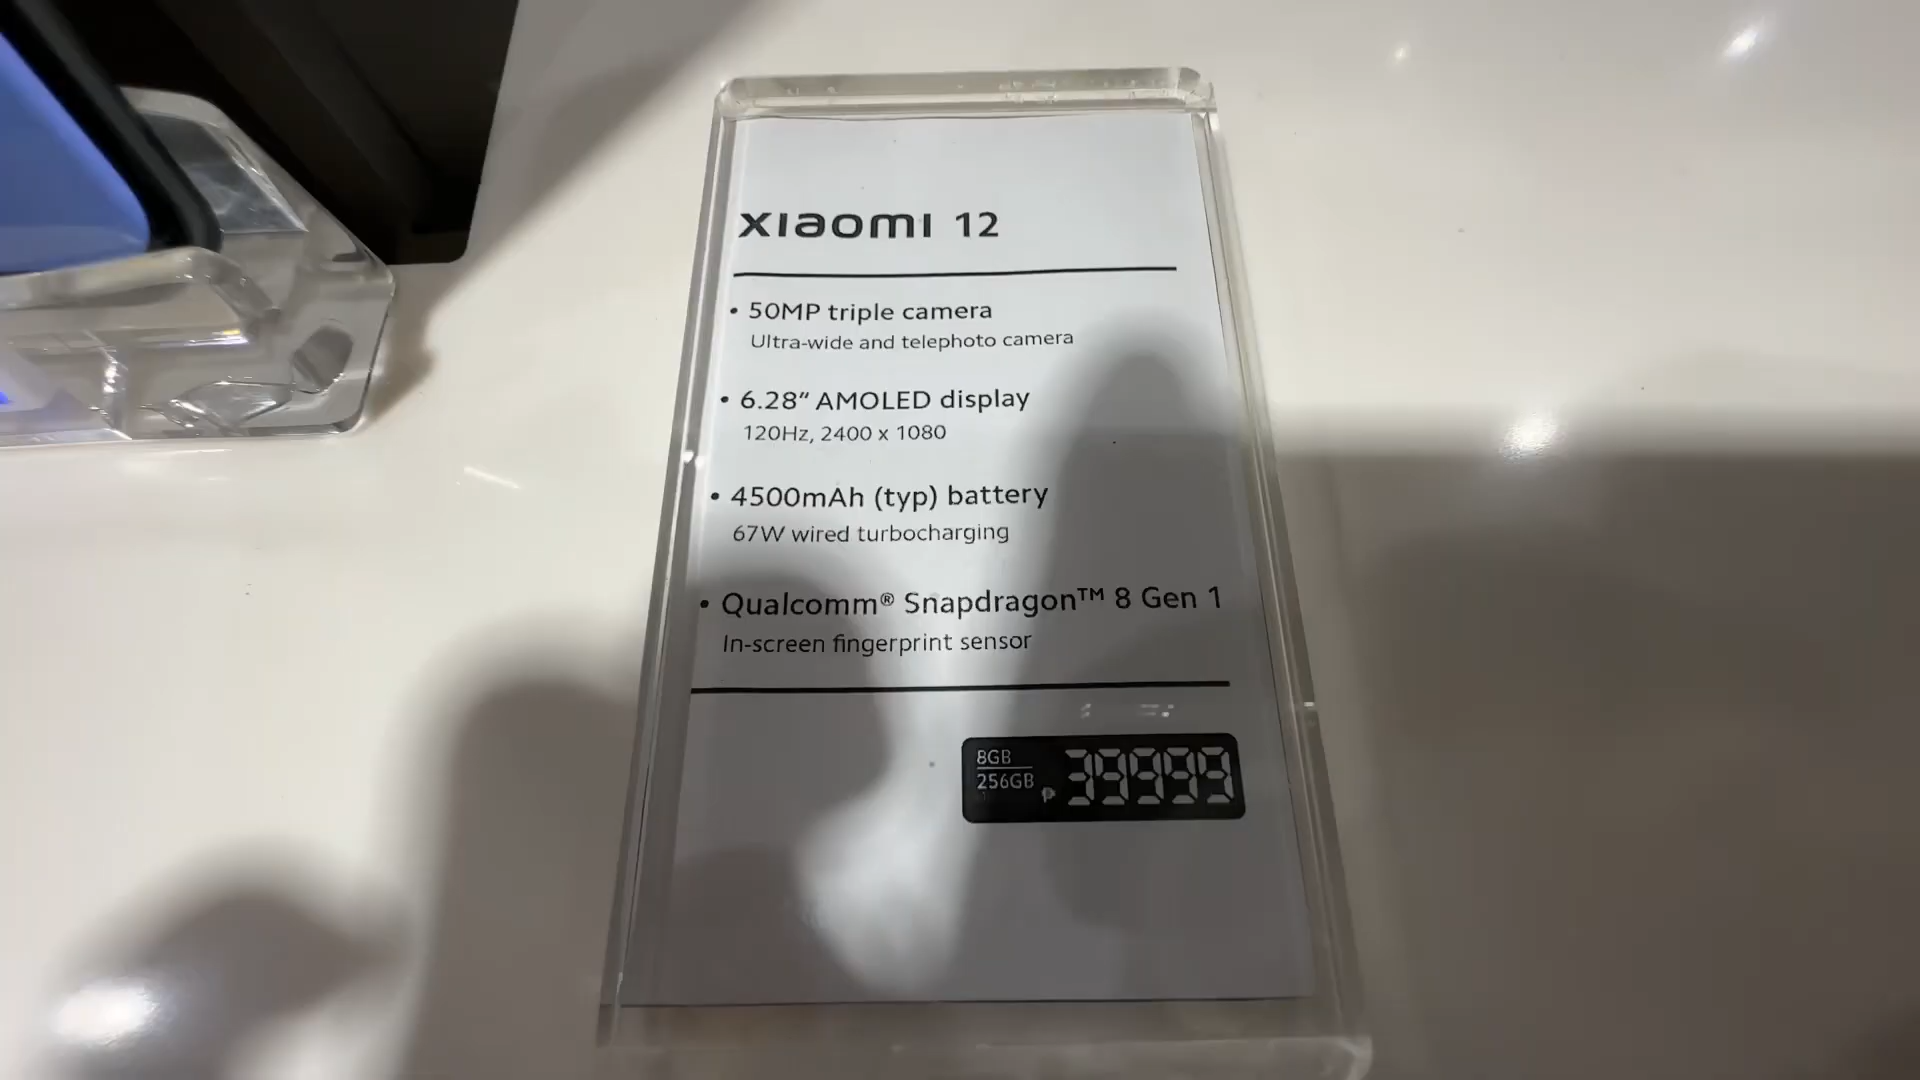 xiaomi 12
• 50MP triple camera
Ultra-wide and telephoto camera
• 6.28” AMOLED display
120Hz, 2400 x 1080
• 4500mAh (typ) battery
67W wired turbocharging
• Qualcomm® Snapdragon™ 8 Gen 1
In-screen fingerprint sensor
8GB
256GB
₱ 39999